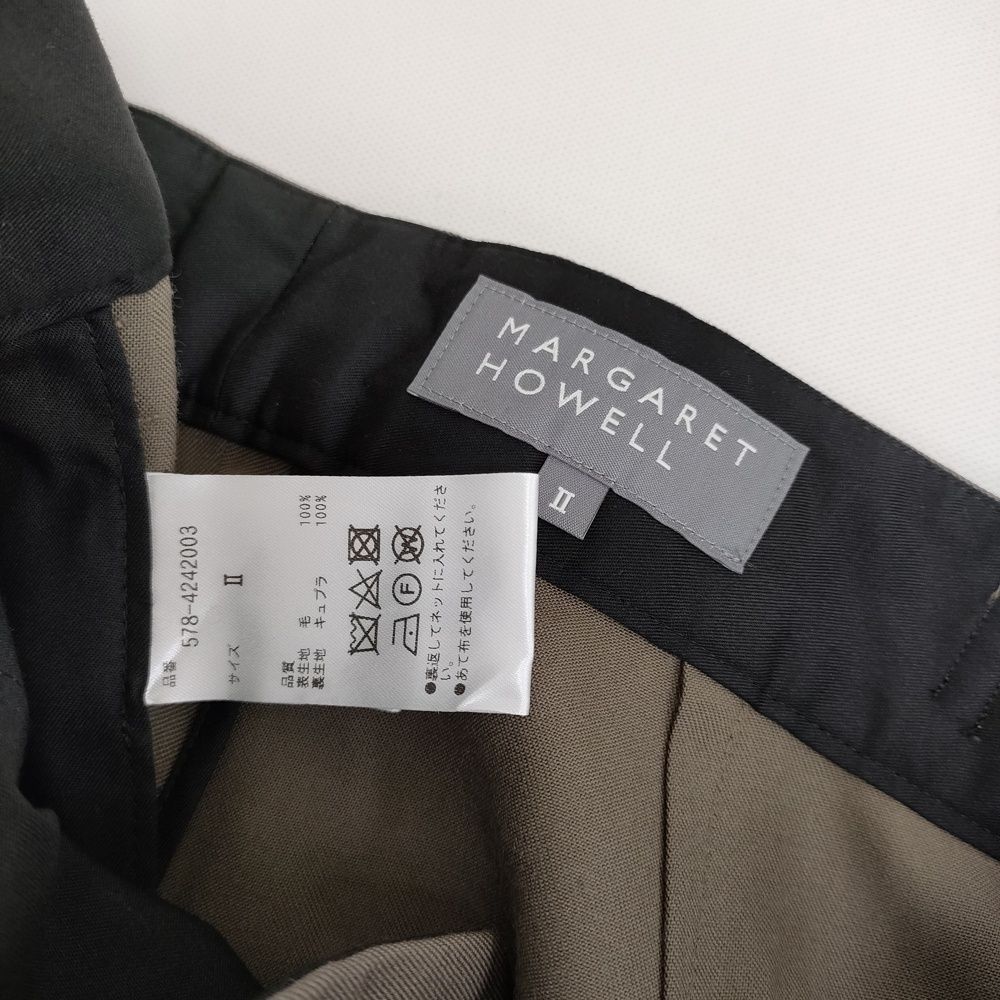 MARGARET
HOWELL
II
品番 578-4242003
サイズ II
品質
表生地 毛 100%
裏生地 キュプラ 100%
W
F
●裏返してネットに入れてくださ
い。
●あて布を使用してください。